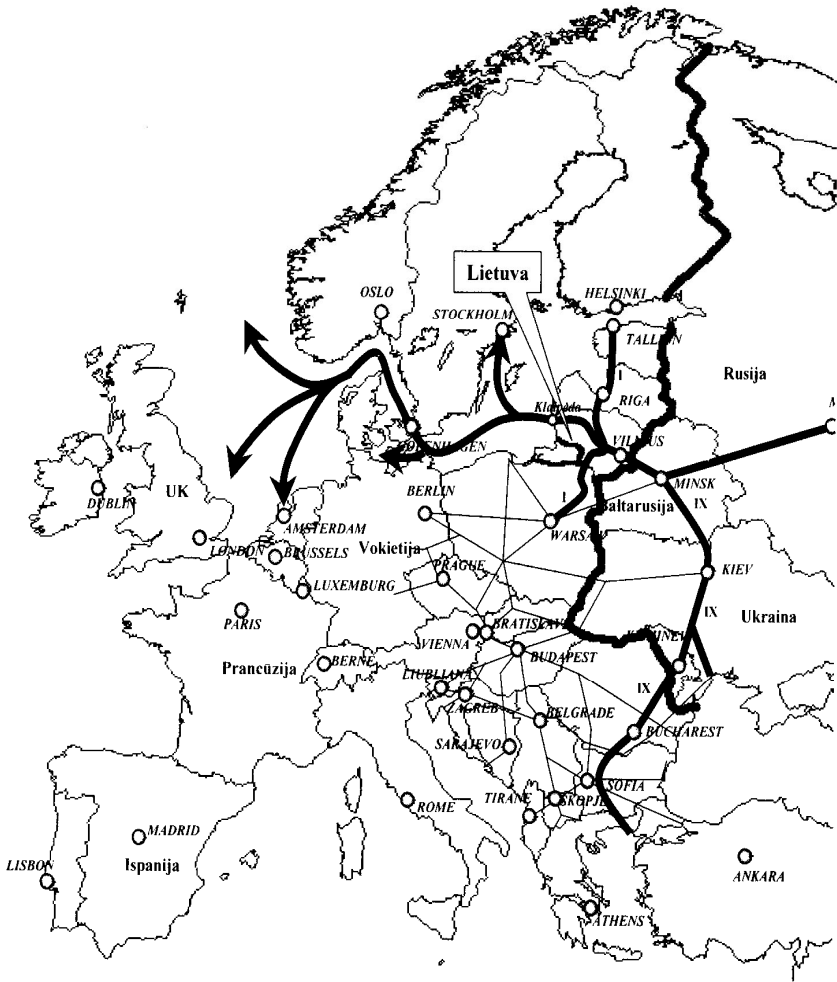 Lietuva
OSLO
STOCKHOLM
HELSINKI
TALLINN
Rusija
I
RIGA
Klaipėda
M
VILNIUS
COPENHAGEN
MINSK
UK
DUBLIN
BERLIN
I
Baltarusija
IX
AMSTERDAM
WARSAW
LONDON
BRUSSELS
Vokietija
PRAGUE
KIEV
LUXEMBURG
PARIS
IX
Ukraina
BRATISLAVA
VIENNA
KISHINEV
BUDAPEST
Prancūzija
BERNE
LIUBLIANA
IX
ZAGREB
BELGRADE
BUCHAREST
SARAJEVO
SOFIA
ROME
TIRANE
SKOPJE
MADRID
Ispanija
LISBON
ANKARA
ATHENS